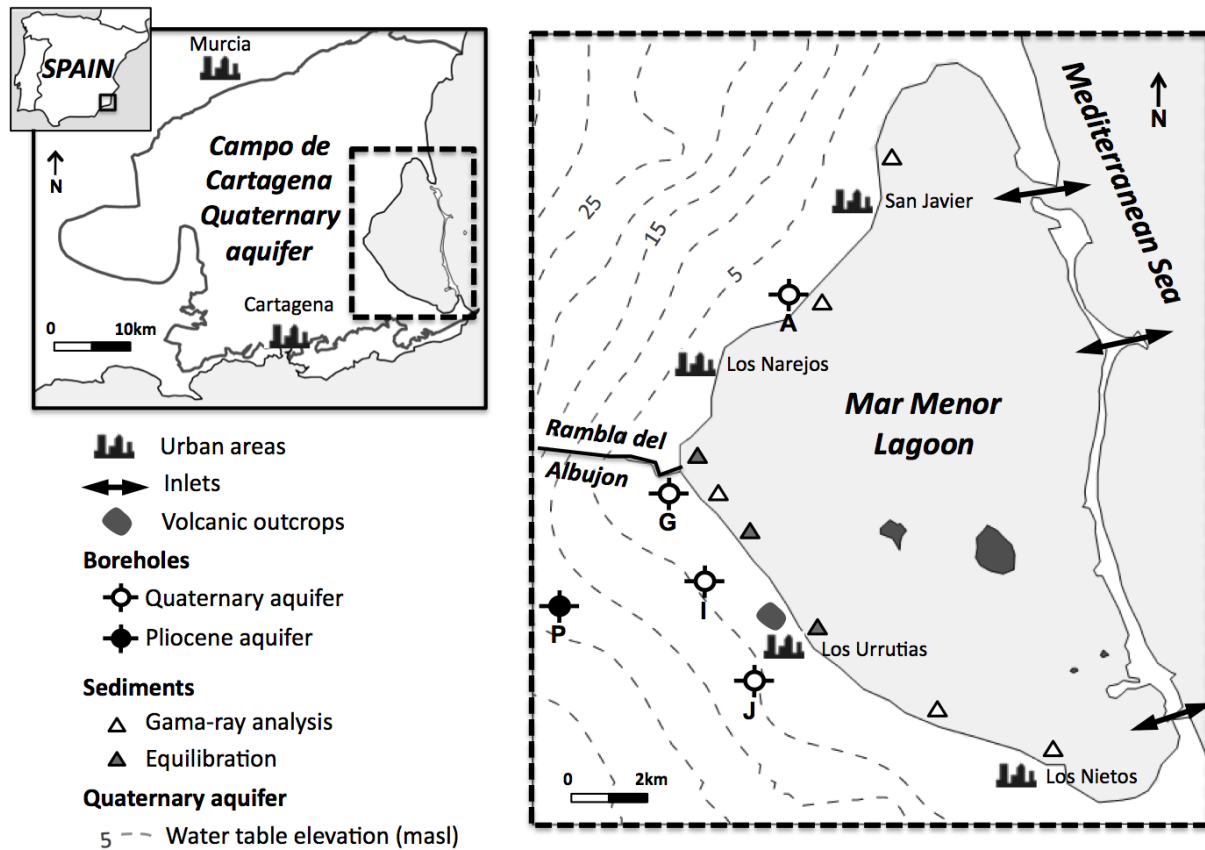 Murcia
SPAIN
Campo de
Cartagena
Quaternary
aquifer
N
Cartagena
0 10km
Urban areas
Inlets
Volcanic outcrops
Boreholes
Quaternary aquifer
Pliocene aquifer
Sediments
Gama-ray analysis
Equilibration
Quaternary aquifer
5 Water table elevation (masl)
Mediterranean Sea
N
San Javier
25
15
5
A
Los Narejos
Mar Menor
Lagoon
Rambla del
Albujon
G
I
P
Los Urrutias
J
Los Nietos
0 2km